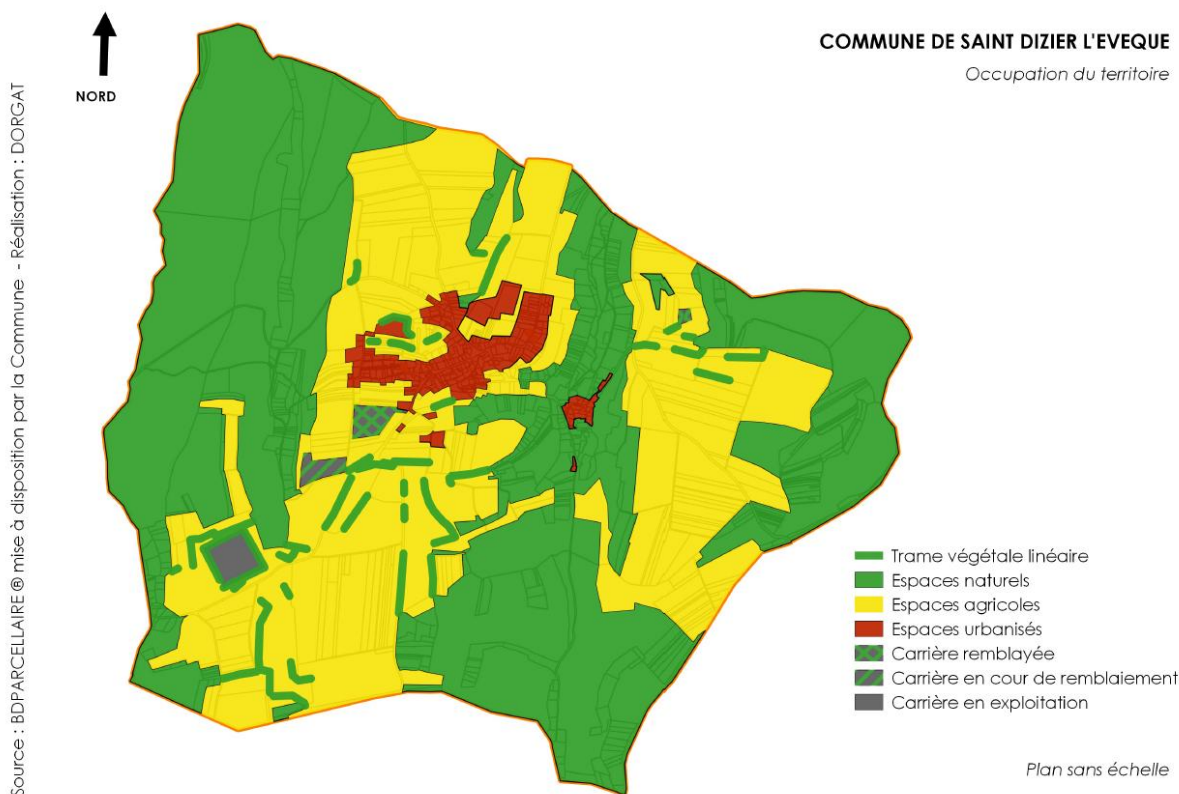 NORD
COMMUNE DE SAINT DIZIER L'EVEQUE
Occupation du territoire
Source : BDPARCELLAIRE ® mise à disposition par la Commune - Réalisation : DORGAT
Trame végétale linéaire
Espaces naturels
Espaces agricoles
Espaces urbanisés
Carrière remblayée
Carrière en cour de remblaiement
Carrière en exploitation
Plan sans échelle